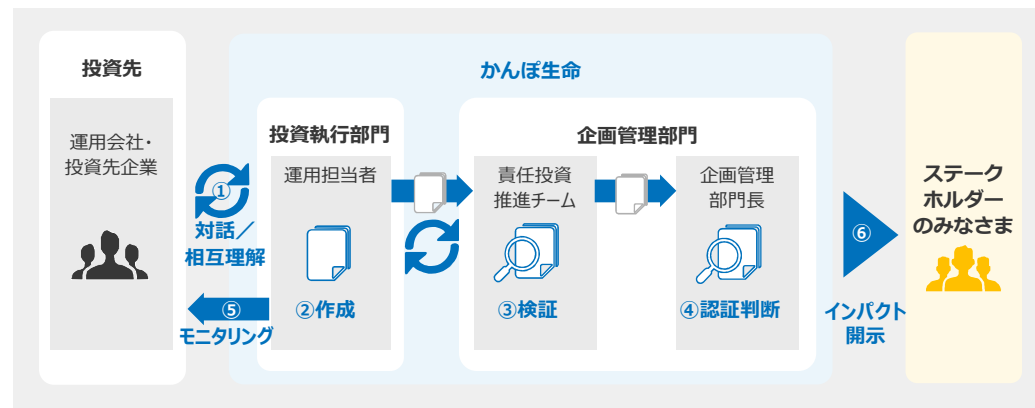 投資先
運用会社・
投資先企業
①
対話／
相互理解
⑤
モニタリング
かんぽ生命
投資執行部門
運用担当者
②作成
企画管理部門
責任投資
推進チーム
③検証
企画管理
部門長
④認証判断
⑥
インパクト
開示
ステーク
ホルダー
のみなさま